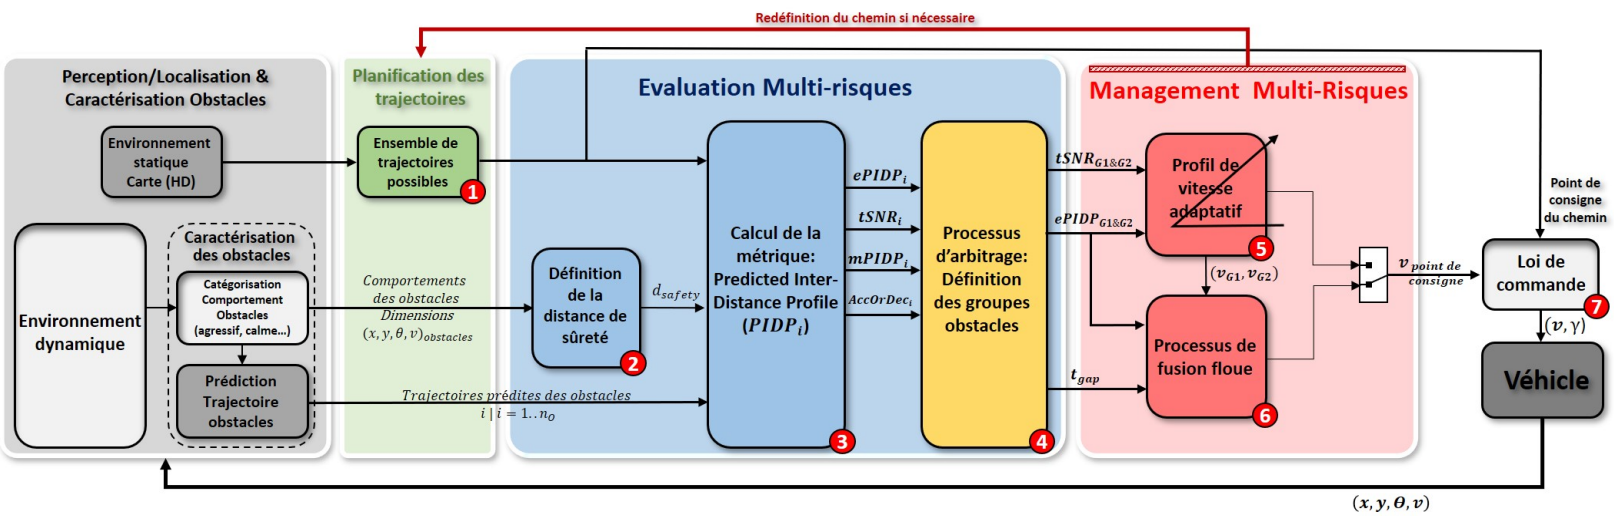 Redéfinition du chemin si nécessaire
Perception/Localisation &
Caractérisation Obstacles
Environnement
statique
Carte (HD)
Environnement
dynamique
Caractérisation
des obstacles
Catégorisation
Comportement
Obstacles
(agressif, calme...)
Prédiction
Trajectoire
obstacles
Planification des
trajectoires
Ensemble de
trajectoires
possibles
1
Comportements
des obstacles
Dimensions
(x, y, θ, v)obstacles
Trajectoires prédites des obstacles
i | i = 1..nO
Evaluation Multi-risques
Définition
de la
distance de
sûreté
2
dsafety
Calcul de la
métrique:
Predicted Inter-
Distance Profile
(PIDPi)
3
ePIDPi
tSNRi
mPIDPi
AccOrDeci
Processus
d'arbitrage:
Définition
des groupes
obstacles
4
tSNRG1&G2
ePIDPG1&G2
tgap
Management Multi-Risques
Profil de
vitesse
adaptatif
5
(vG1, vG2)
Processus de
fusion floue
6
v point de
consigne
Point de
consigne
du chemin
Loi de
commande
7
(v, γ)
Véhicle
(x, y, θ, v)